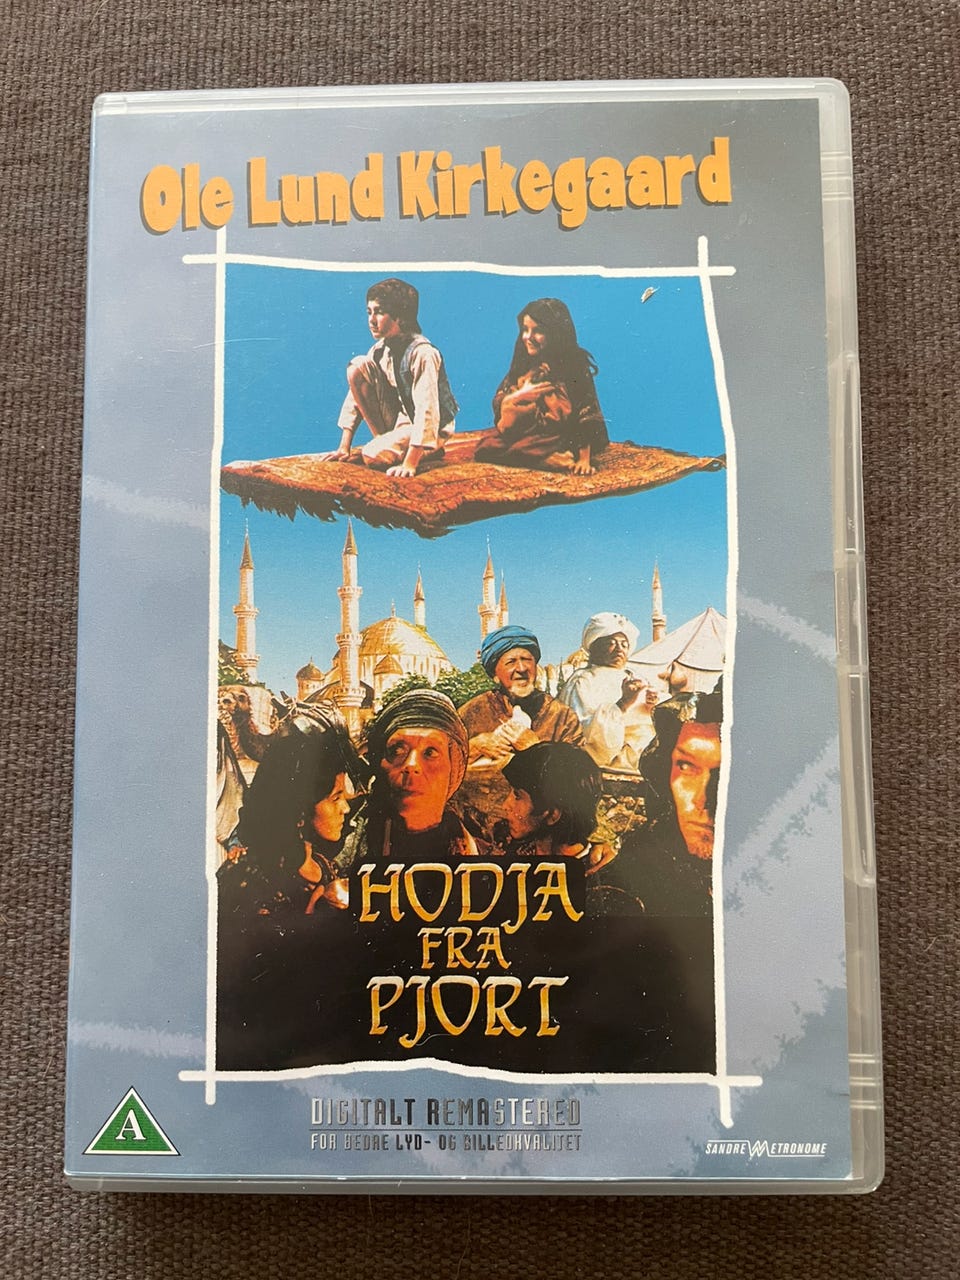 Ole Lund Kirkegaard
HODJA
FRA
PJORT
DIGITALT REMASTERED
FOR BEDRE LYD- OG BILLEDKVALITET
A
SANDREW METRONOME